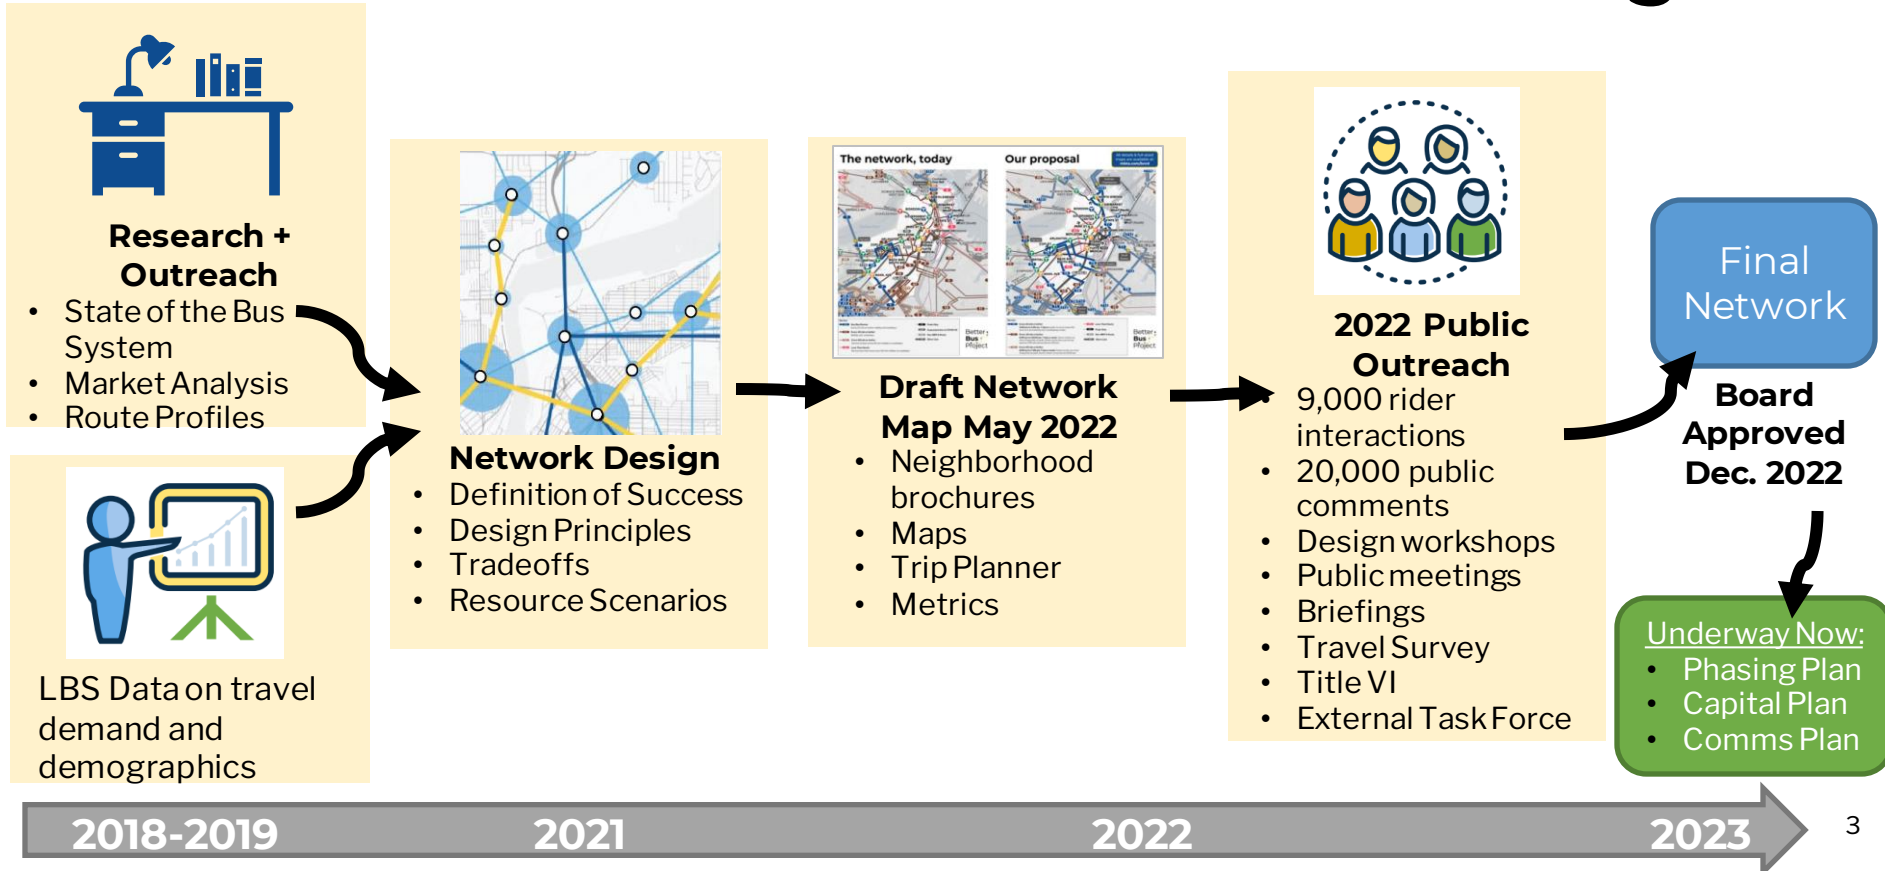 Research +
Outreach
• State of the Bus
System
• Market Analysis
• Route Profiles
LBS Data on travel
demand and
demographics
Network Design
• Definition of Success
• Design Principles
• Tradeoffs
• Resource Scenarios
The network, today
Our proposal
Better
Bus
Project
Draft Network
Map May 2022
• Neighborhood
brochures
• Maps
• Trip Planner
• Metrics
2022 Public
Outreach
• 9,000 rider
interactions
• 20,000 public
comments
• Design workshops
• Public meetings
• Briefings
• Travel Survey
• Title VI
• External Task Force
Final
Network
Board
Approved
Dec. 2022
Underway Now:
• Phasing Plan
• Capital Plan
• Comms Plan
2018-2019
2021
2022
2023
3